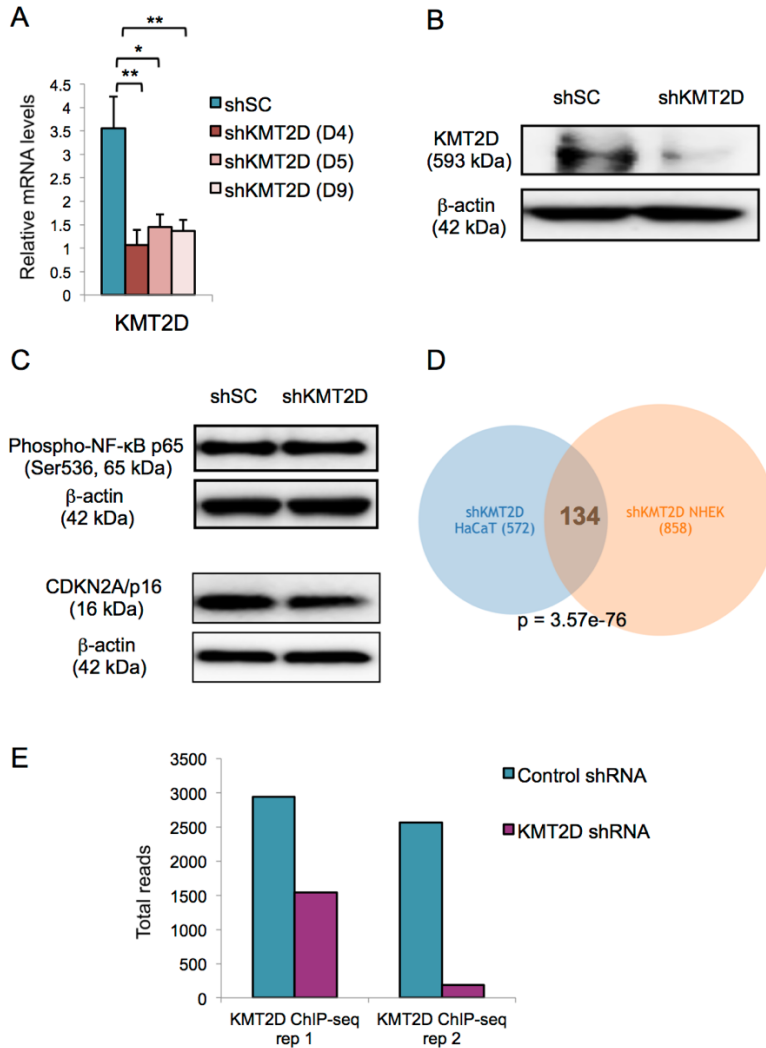 A
**
*
**
4.5
4
3.5
3
2.5
2
1.5
1
0.5
0
Relative mRNA levels
KMT2D
shSC
shKMT2D (D4)
shKMT2D (D5)
shKMT2D (D9)
B
shSC shKMT2D
KMT2D
(593 kDa)
β-actin
(42 kDa)
C
shSC shKMT2D
Phospho-NF-κB p65
(Ser536, 65 kDa)
β-actin
(42 kDa)
CDKN2A/p16
(16 kDa)
β-actin
(42 kDa)
D
shKMT2D
HaCaT (572)
134
shKMT2D NHEK
(858)
p = 3.57e-76
E
3500
3000
2500
2000
1500
1000
500
0
Total reads
KMT2D ChIP-seq
rep 1
KMT2D ChIP-seq
rep 2
Control shRNA
KMT2D shRNA